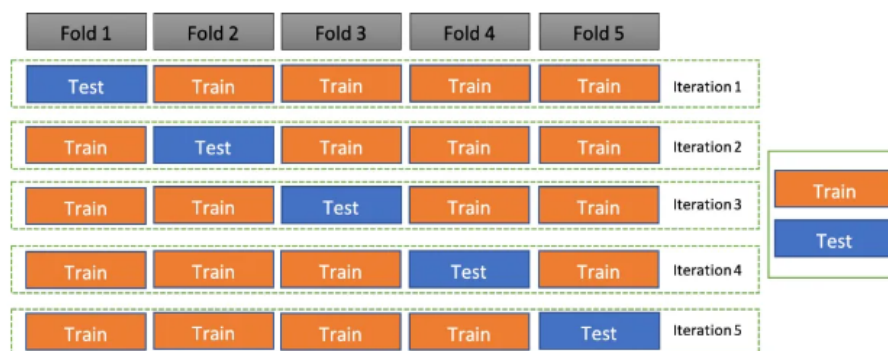 Fold 1 Fold 2 Fold 3 Fold 4 Fold 5
Test Train Train Train Train Iteration 1
Train Test Train Train Train Iteration 2
Train Train Test Train Train Iteration 3
Train Train Train Test Train Iteration 4
Train Train Train Train Test Iteration 5
Train
Test